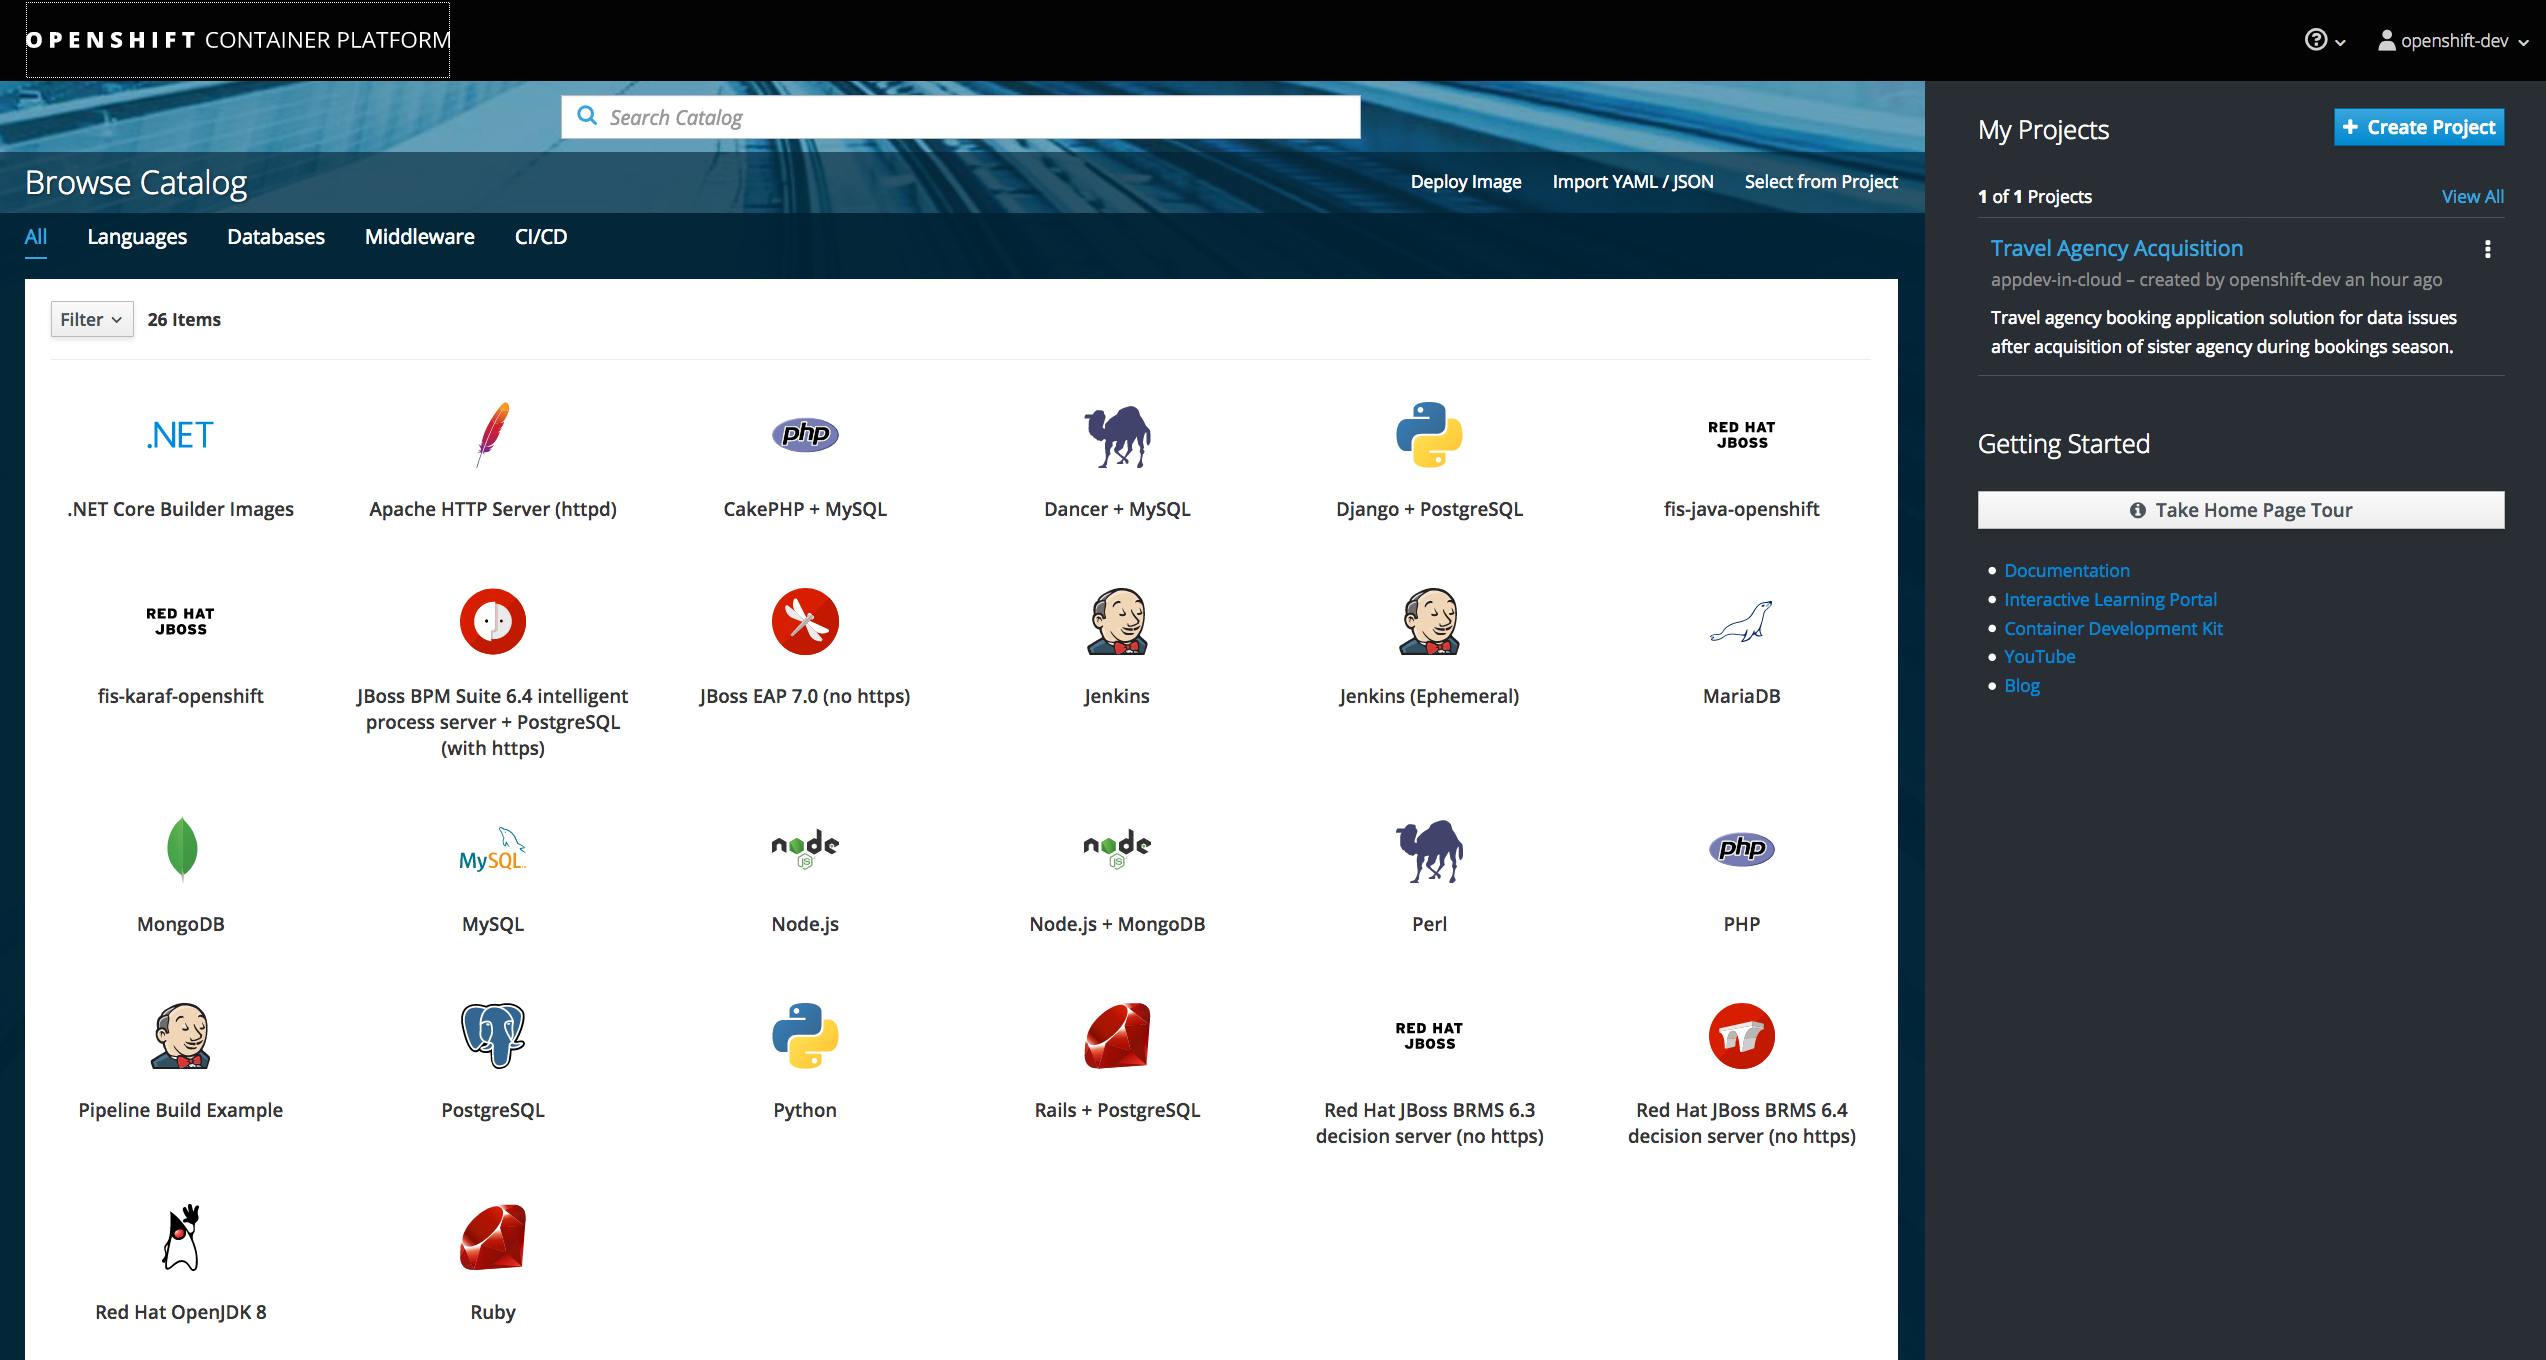 OPENSHIFT CONTAINER PLATFORM
openshift-dev
Search Catalog
Browse Catalog
Deploy Image
Import YAML / JSON
Select from Project
All
Languages
Databases
Middleware
CI/CD
Filter
26 Items
.NET
php
RED HAT
JBOSS
.NET Core Builder Images
Apache HTTP Server (httpd)
CakePHP + MySQL
Dancer + MySQL
Django + PostgreSQL
fis-java-openshift
RED HAT
JBOSS
fis-karaf-openshift
JBoss BPM Suite 6.4 intelligent
process server + PostgreSQL
(with https)
JBoss EAP 7.0 (no https)
Jenkins
Jenkins (Ephemeral)
MariaDB
MySQL
node
JS
node
JS
php
MongoDB
MySQL
Node.js
Node.js + MongoDB
Perl
PHP
RED HAT
JBOSS
Pipeline Build Example
PostgreSQL
Python
Rails + PostgreSQL
Red Hat JBoss BRMS 6.3
decision server (no https)
Red Hat JBoss BRMS 6.4
decision server (no https)
Red Hat OpenJDK 8
Ruby
My Projects
Create Project
1 of 1 Projects
View All
Travel Agency Acquisition
appdev-in-cloud – created by openshift-dev an hour ago
Travel agency booking application solution for data issues
after acquisition of sister agency during bookings season.
Getting Started
Take Home Page Tour
Documentation
Interactive Learning Portal
Container Development Kit
YouTube
Blog